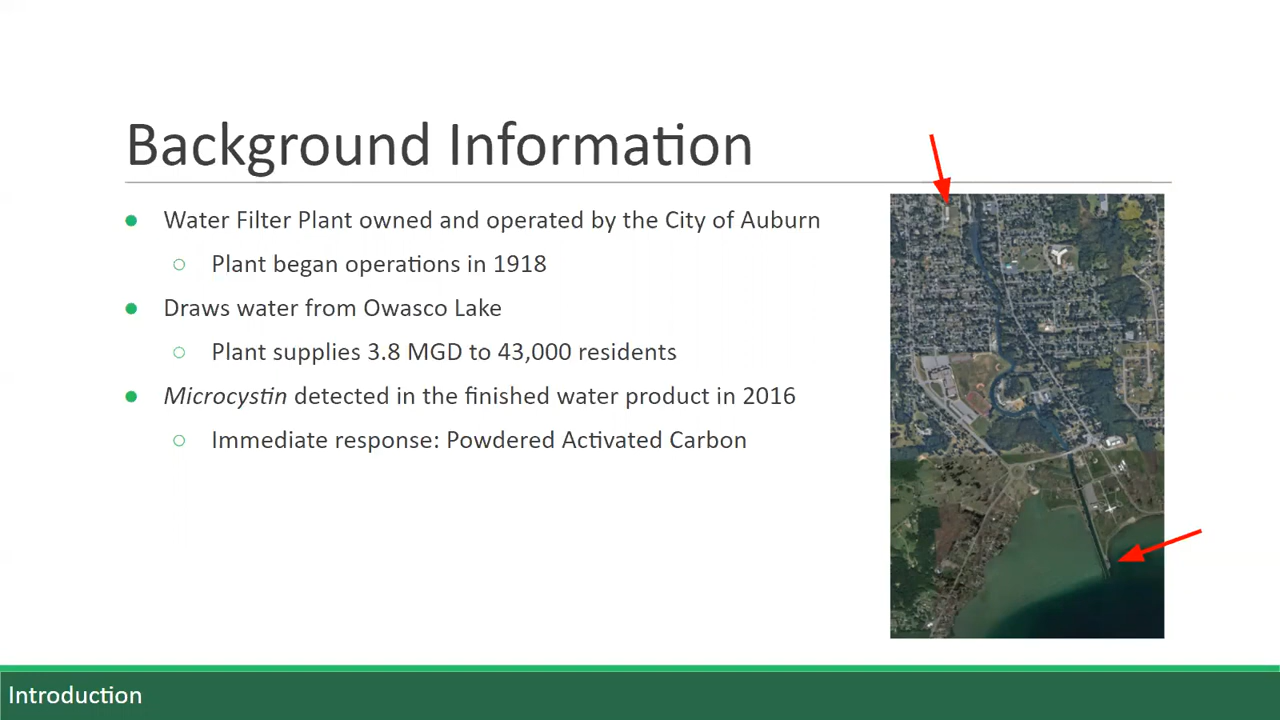 Background Information
Water Filter Plant owned and operated by the City of Auburn
Plant began operations in 1918
Draws water from Owasco Lake
Plant supplies 3.8 MGD to 43,000 residents
Microcystin detected in the finished water product in 2016
Immediate response: Powdered Activated Carbon
Introduction